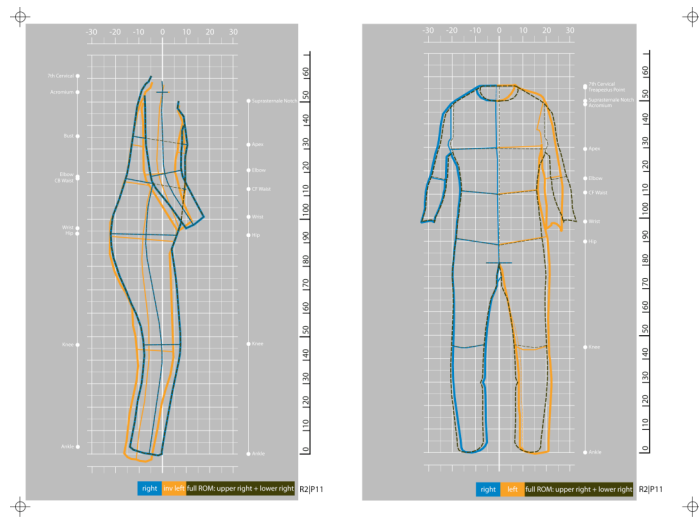 -30 -20 -10 0 10 20 30
7th Cervical
Acromion
Bust
Elbow
CB Waist
Wrist
Hip
Knee
Ankle
Suprasternale Notch
Apex
Elbow
CF Waist
Wrist
Hip
Knee
Ankle
0 10 20 30 40 50 60 70 80 90 100 110 120 130 140 150 160
right inv left full ROM: upper right + lower right R2|P11
-30 -20 -10 0 10 20 30
7th Cervical
Trapezius Point
Suprasternale Notch
Acromion
Apex
Elbow
CF Waist
Wrist
Hip
Knee
Ankle
0 10 20 30 40 50 60 70 80 90 100 110 120 130 140 150 160
right left full ROM: upper right + lower right R2|P11